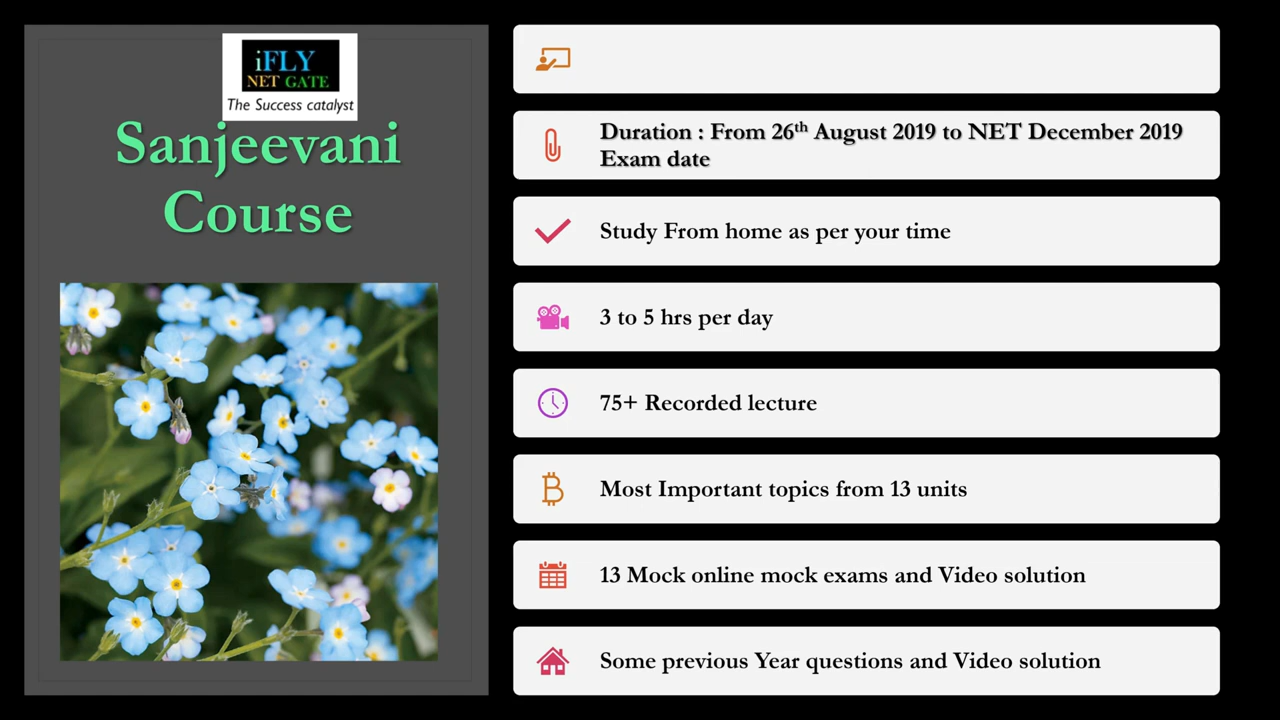 iFLY
NET GATE
The Success catalyst
Sanjeevani
Course
Duration : From 26th August 2019 to NET December 2019
Exam date
Study From home as per your time
3 to 5 hrs per day
75+ Recorded lecture
Most Important topics from 13 units
13 Mock online mock exams and Video solution
Some previous Year questions and Video solution